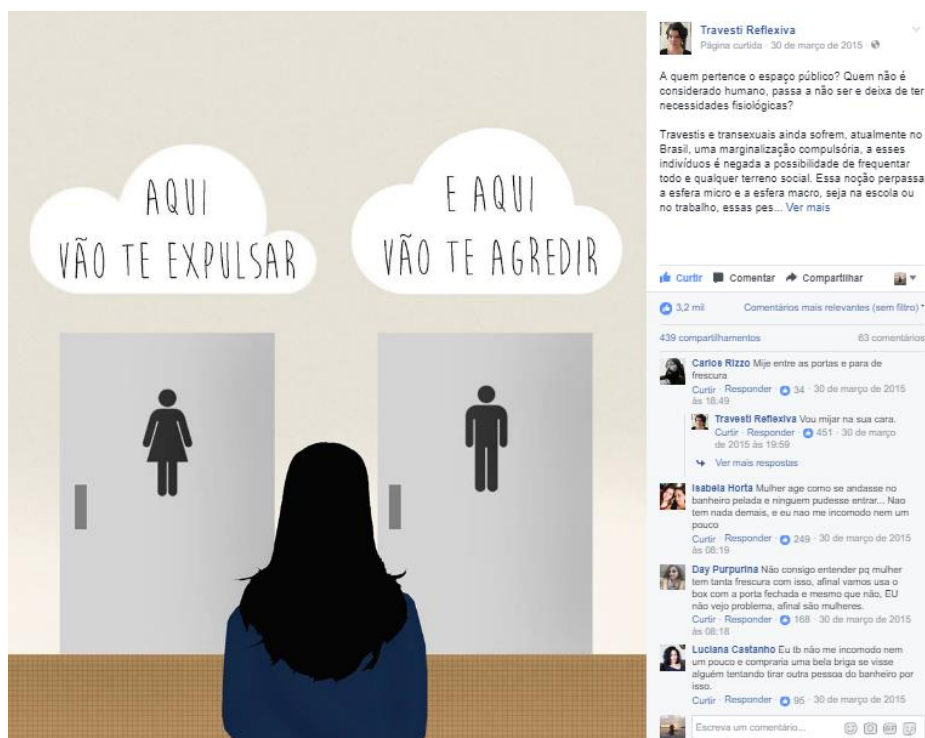 AQUI
VÃO TE EXPULSAR
E AQUI
VÃO TE AGREDIR
Travesti Reflexiva
Página curtida · 30 de março de 2015 ·
A quem pertence o espaço público? Quem não é
considerado humano, passa a não ser e deixa de ter
necessidades fisiológicas?
Travestis e transexuais ainda sofrem, atualmente no
Brasil, uma marginalização compulsória, a esses
indivíduos é negada a possibilidade de frequentar
todo e qualquer terreno social. Essa noção perpassa
a esfera micro e a esfera macro, seja na escola ou
no trabalho, essas pes... Ver mais
Curtir Comentar Compartilhar
3,2 mil Comentários mais relevantes (sem filtro)
439 compartilhamentos 63 comentários
Carlos Rizzo Mije entre as portas e para de
frescura
Curtir · Responder · 34 · 30 de março de 2015
às 18:49
Travesti Reflexiva Vou mijar na sua cara.
Curtir · Responder · 451 · 30 de março
de 2015 às 19:59
Ver mais respostas
Isabela Horta Mulher age como se andasse no
banheiro pelada e ninguem pudesse entrar... Nao
tem nada demais, e eu nao me incomodo nem um
pouco
Curtir · Responder · 249 · 30 de março de 2015
às 08:19
Day Purpurina Não consigo entender pq mulher
tem tanta frescura com isso, afinal vamos usa o
box com a porta fechada e mesmo que não, EU
não vejo problema, afinal são mulheres.
Curtir · Responder · 168 · 30 de março de 2015
às 08:18
Luciana Castanho Eu tb não me incomodo nem
um pouco e compraria uma bela briga se visse
alguém tentando tirar outra pessoa do banheiro por
isso.
Curtir · Responder · 95 · 30 de março de 2015
Escreva um comentário...